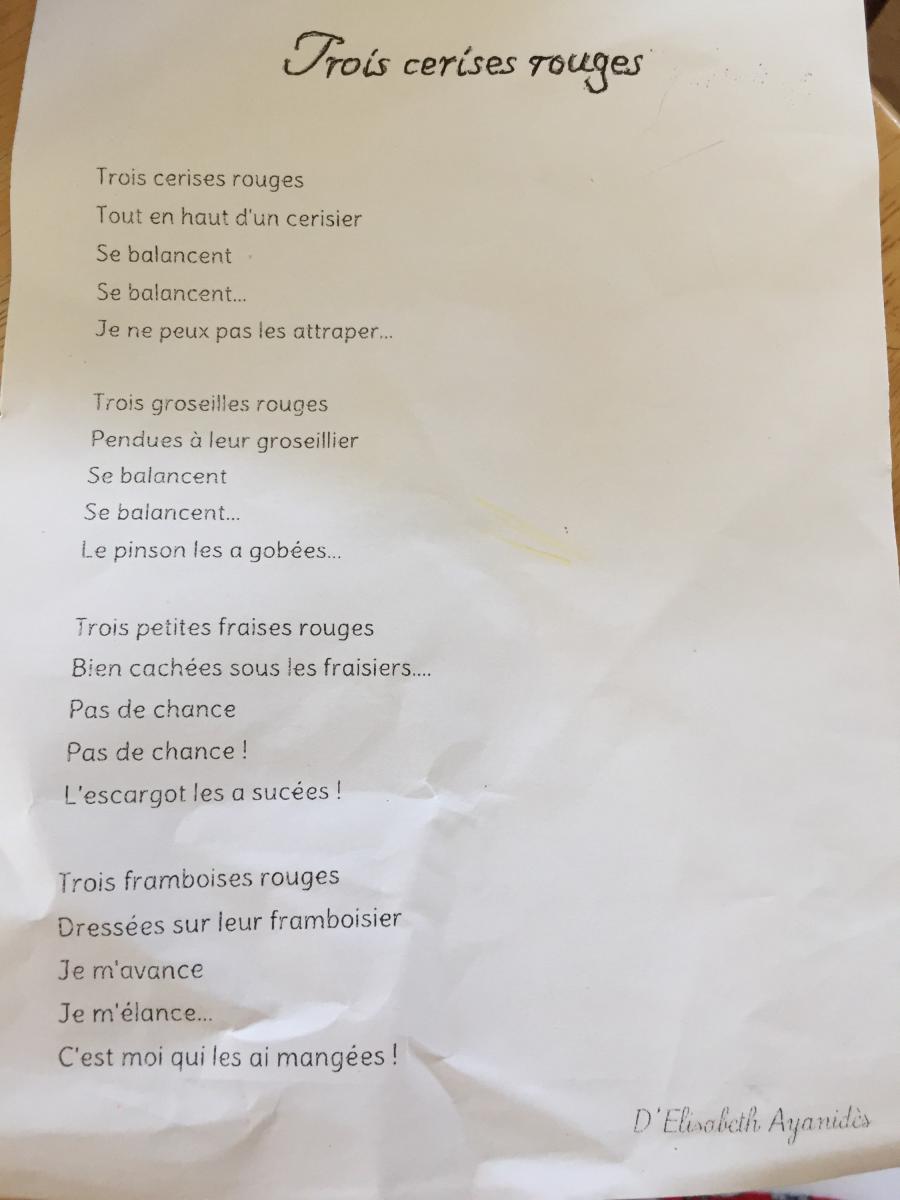 Trois cerises rouges
Trois cerises rouges
Tout en haut d'un cerisier
Se balancent
Se balancent...
Je ne peux pas les attraper...
Trois groseilles rouges
Pendues à leur groseillier
Se balancent
Se balancent...
Le pinson les a gobées...
Trois petites fraises rouges
Bien cachées sous les fraisiers....
Pas de chance
Pas de chance !
L'escargot les a sucées !
Trois framboises rouges
Dressées sur leur framboisier
Je m'avance
Je m'élance...
C'est moi qui les ai mangées !
D'Elisabeth Ayanidès